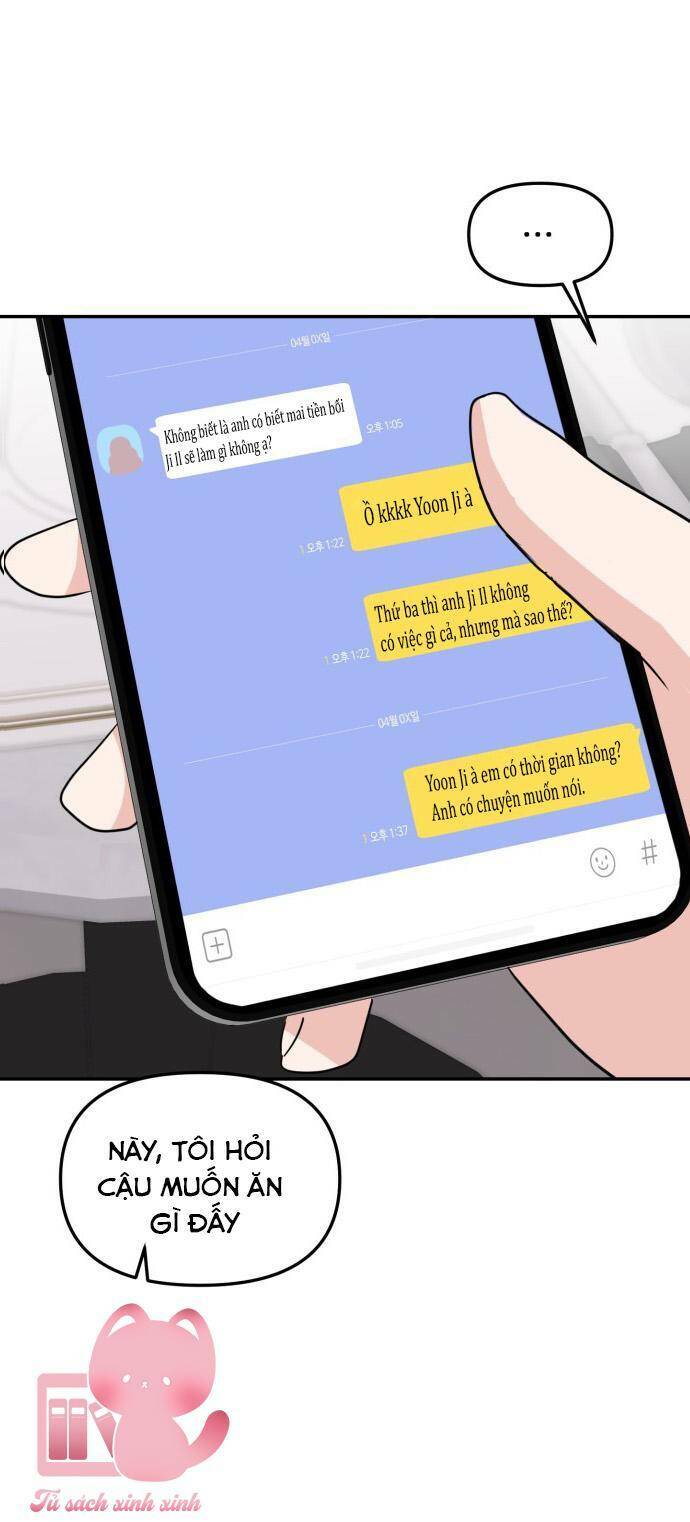 ...
04월 0X일
Không biết là anh có biết mai tiền bối
Ji Il sẽ làm gì không ạ?
오후 1:05
Ồ kkkk Yoon Ji à
1 오후 1:22
Thứ ba thì anh Ji Il không
có việc gì cả, nhưng mà sao thế?
1 오후 1:22
04월 0X일
Yoon Ji à em có thời gian không?
Anh có chuyện muốn nói.
1 오후 1:37
#
NÀY, TÔI HỎI
CẬU MUỐN ĂN
GÌ ĐẤY
Tủ sách xinh xinh